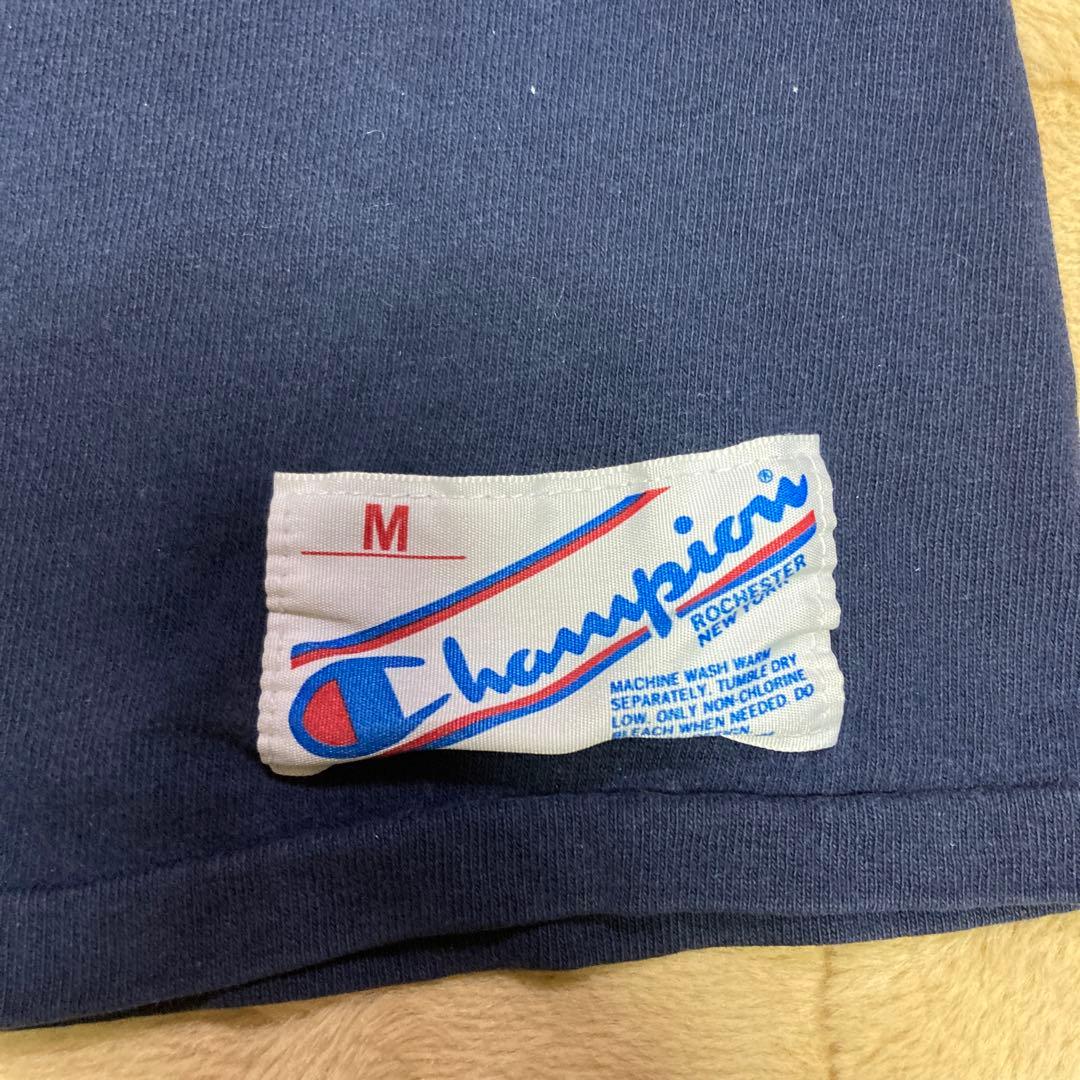 M
Champion®
ROCHESTER
NEW YORK
MACHINE WASH WARM
SEPARATELY, TUMBLE DRY
LOW. ONLY NON-CHLORINE
BLEACH WHEN NEEDED. DO